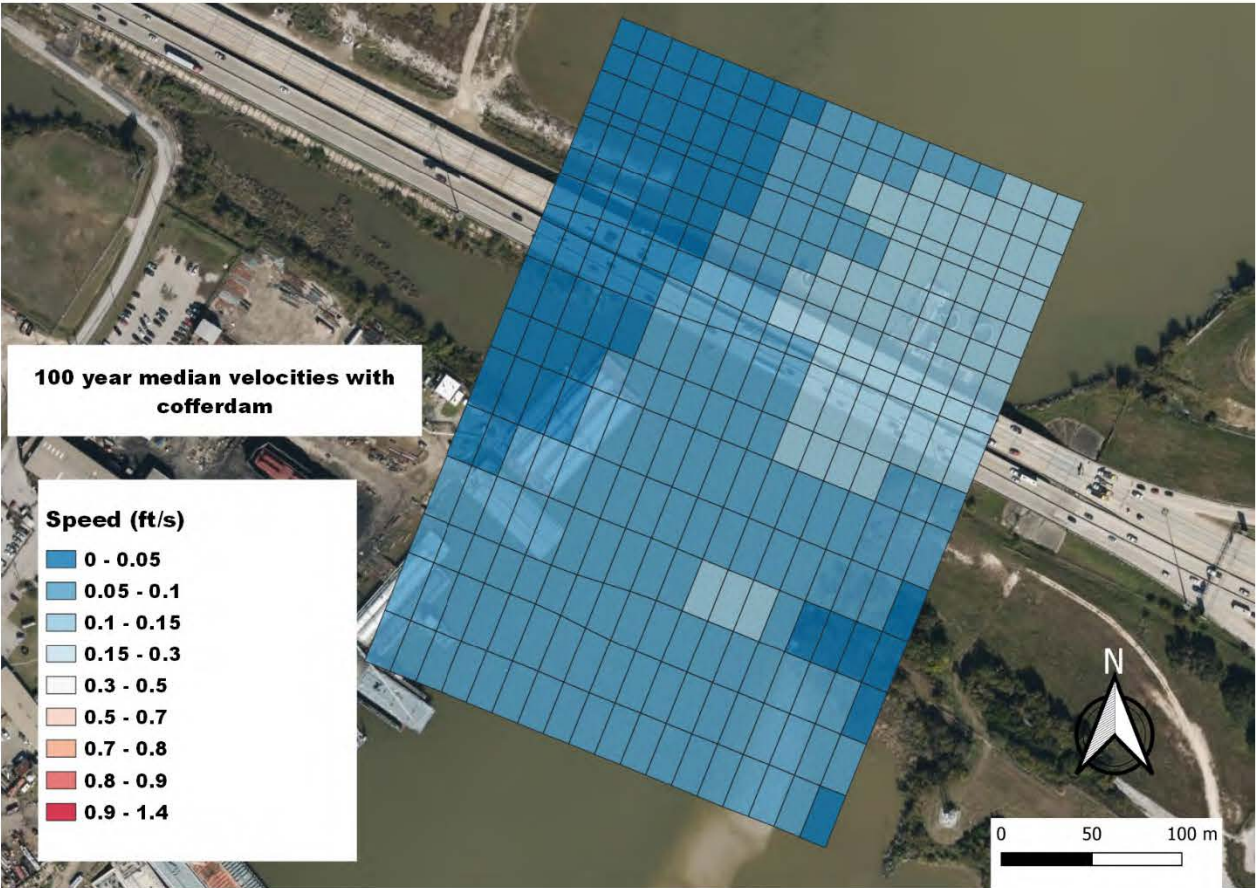 100 year median velocities with
cofferdam
Speed (ft/s)
0 - 0.05
0.05 - 0.1
0.1 - 0.15
0.15 - 0.3
0.3 - 0.5
0.5 - 0.7
0.7 - 0.8
0.8 - 0.9
0.9 - 1.4
N
0 50 100 m